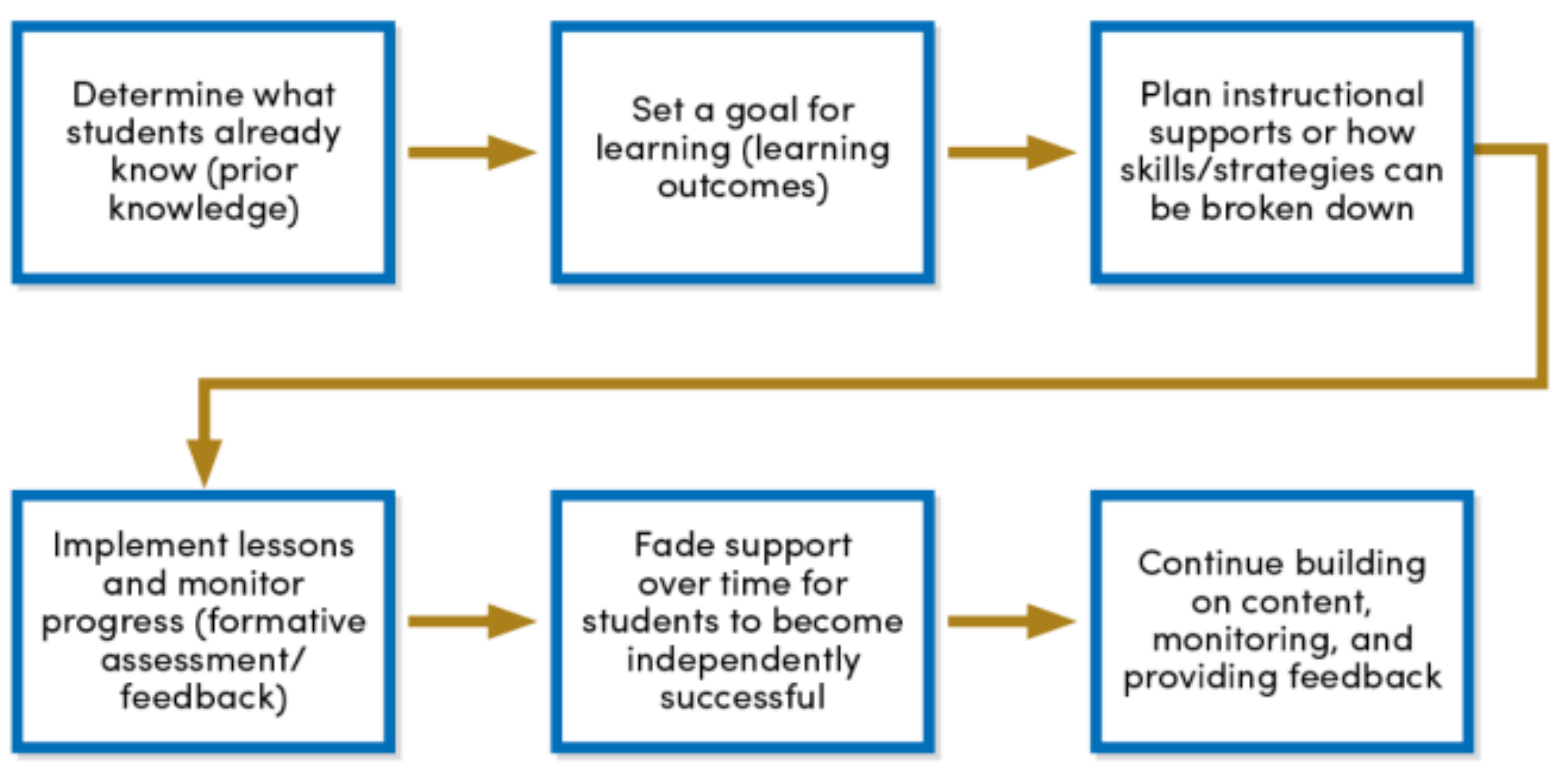 Determine what
students already
know (prior
knowledge)
Set a goal for
learning (learning
outcomes)
Plan instructional
supports or how
skills/strategies can
be broken down
Implement lessons
and monitor
progress (formative
assessment/
feedback)
Fade support
over time for
students to become
independently
successful
Continue building
on content,
monitoring, and
providing feedback